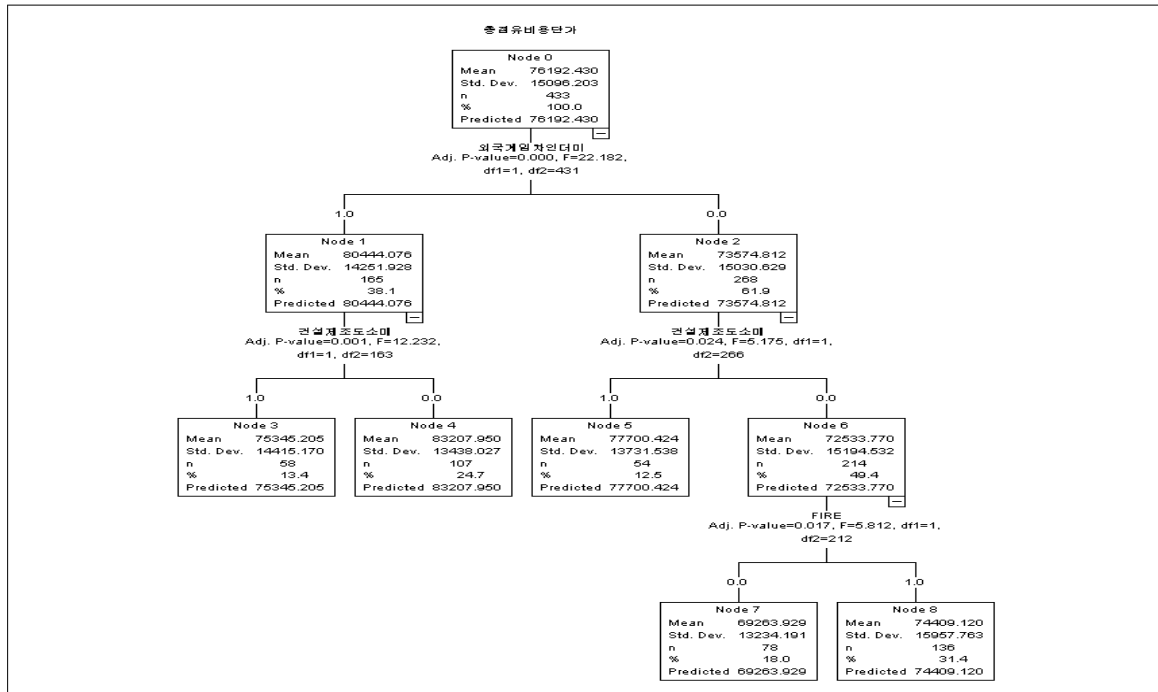 총점유비용단가
Node 0
Mean 76192.430
Std. Dev. 15096.203
n 433
% 100.0
Predicted 76192.430
외국계임차인더미
Adj. P-value=0.000, F=22.182,
df1=1, df2=431
1.0
0.0
Node 1
Mean 80444.076
Std. Dev. 14251.928
n 165
% 38.1
Predicted 80444.076
Node 2
Mean 73574.812
Std. Dev. 15030.629
n 268
% 61.9
Predicted 73574.812
건설제조도소매
Adj. P-value=0.001, F=12.232,
df1=1, df2=163
건설제조도소매
Adj. P-value=0.024, F=5.175, df1=1,
df2=266
1.0
0.0
1.0
0.0
Node 3
Mean 75345.205
Std. Dev. 14415.170
n 58
% 13.4
Predicted 75345.205
Node 4
Mean 83207.950
Std. Dev. 13438.027
n 107
% 24.7
Predicted 83207.950
Node 5
Mean 77700.424
Std. Dev. 13731.538
n 54
% 12.5
Predicted 77700.424
Node 6
Mean 72533.770
Std. Dev. 15194.532
n 214
% 49.4
Predicted 72533.770
FIRE
Adj. P-value=0.017, F=5.812, df1=1,
df2=212
0.0
1.0
Node 7
Mean 69263.929
Std. Dev. 13234.191
n 78
% 18.0
Predicted 69263.929
Node 8
Mean 74409.120
Std. Dev. 15957.763
n 136
% 31.4
Predicted 74409.120